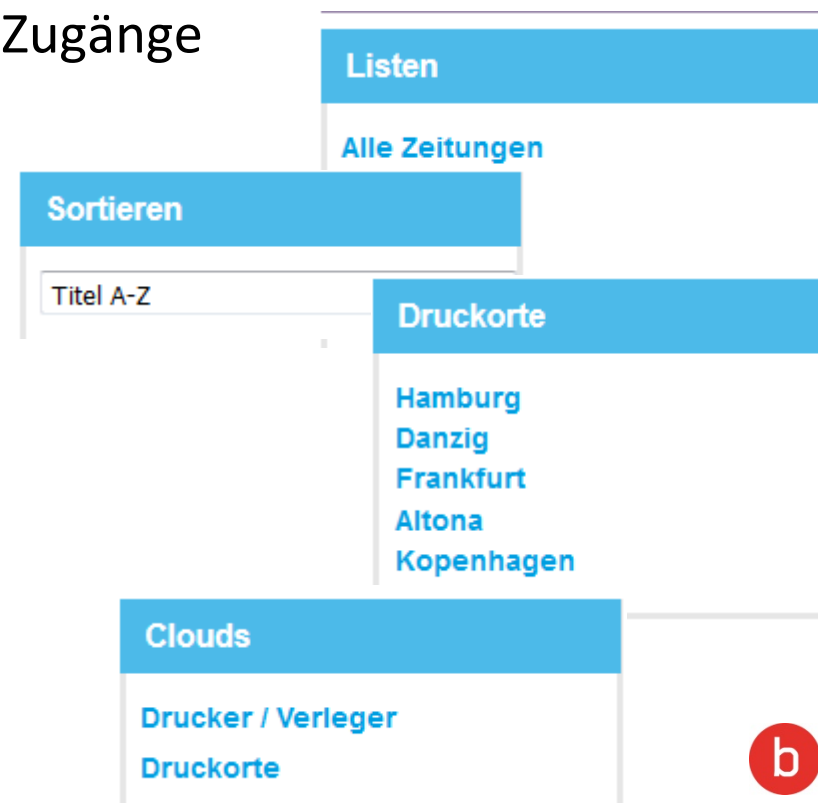 Zugänge
Listen
Alle Zeitungen
Sortieren
Titel A-Z
Druckorte
Hamburg
Danzig
Frankfurt
Altona
Kopenhagen
Clouds
Drucker / Verleger
Druckorte
b